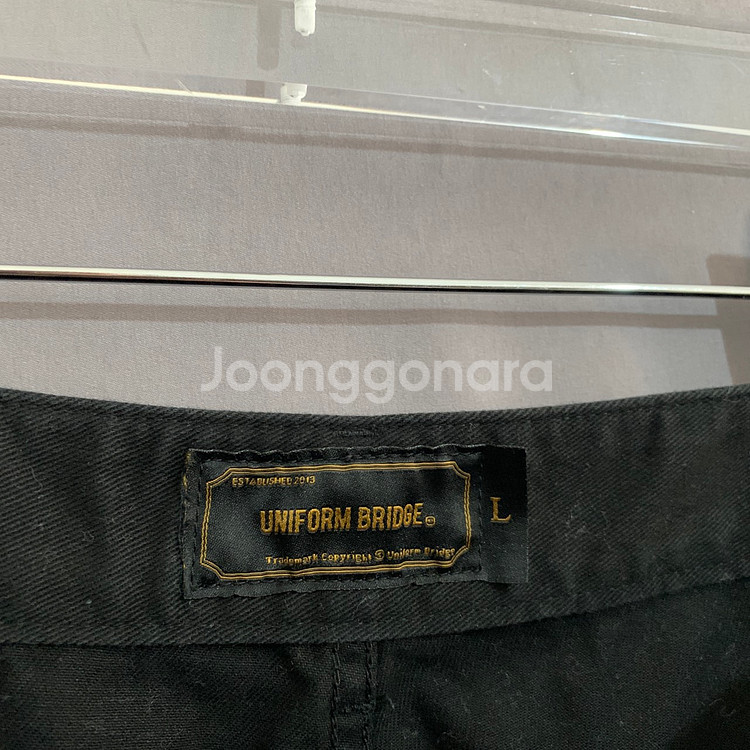 Joonggonara
ESTABLISHED 2013
UNIFORM BRIDGE®
L
Trademark Copyright © Uniform Bridge